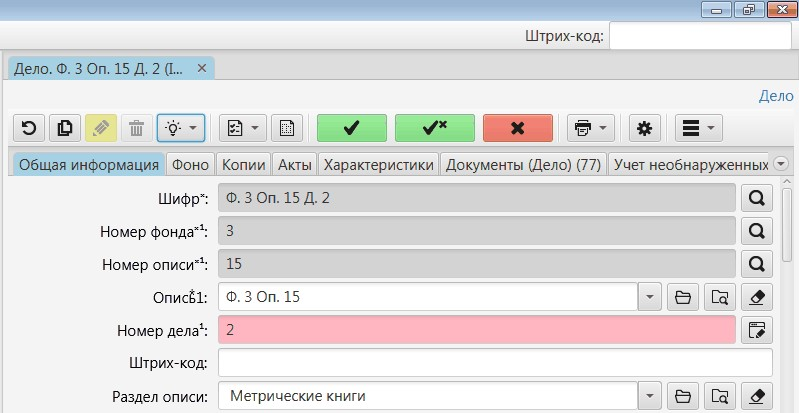 Штрих-код:
Дело. Ф. 3 Оп. 15 Д. 2 (I...
Дело
Общая информация Фоно Копии Акты Характеристики Документы (Дело) (77) Учет необнаруженных
Шифр*: Ф. 3 Оп. 15 Д. 2
Номер фонда*¹: 3
Номер описи*¹: 15
Опись*1: Ф. 3 Оп. 15
Номер дела¹: 2
Штрих-код:
Раздел описи: Метрические книги